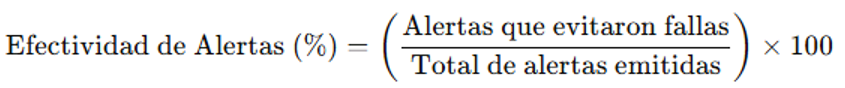 Efectividad de Alertas (%) = (Alertas que evitaron fallas / Total de alertas emitidas) × 100